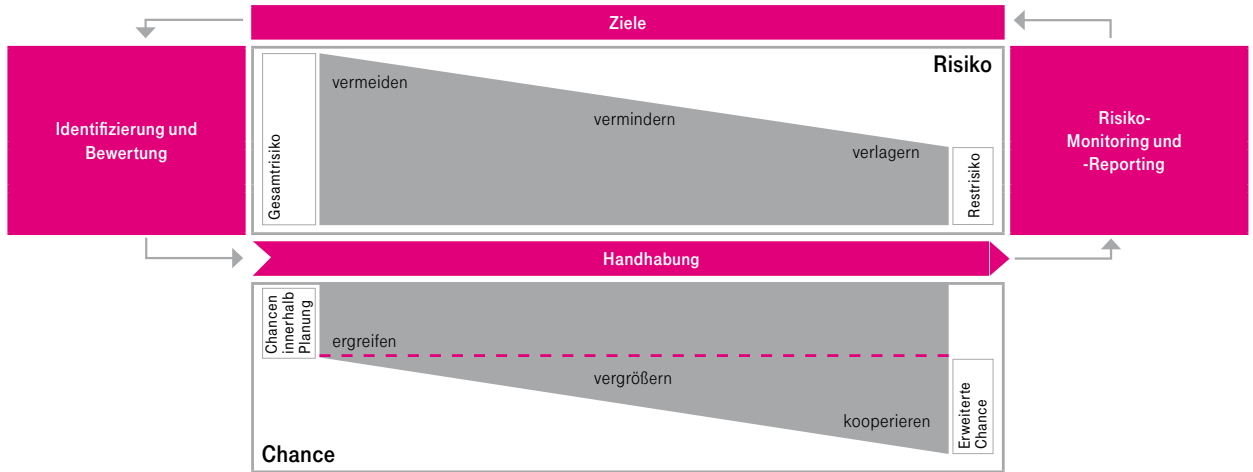 Ziele
Identifizierung und
Bewertung
Risiko
Gesamtrisiko
vermeiden
vermindern
verlagern
Restrisiko
Risiko-
Monitoring und
-Reporting
Handhabung
Chancen
innerhalb
Planung
ergreifen
vergrößern
kooperieren
Erweiterte
Chance
Chance